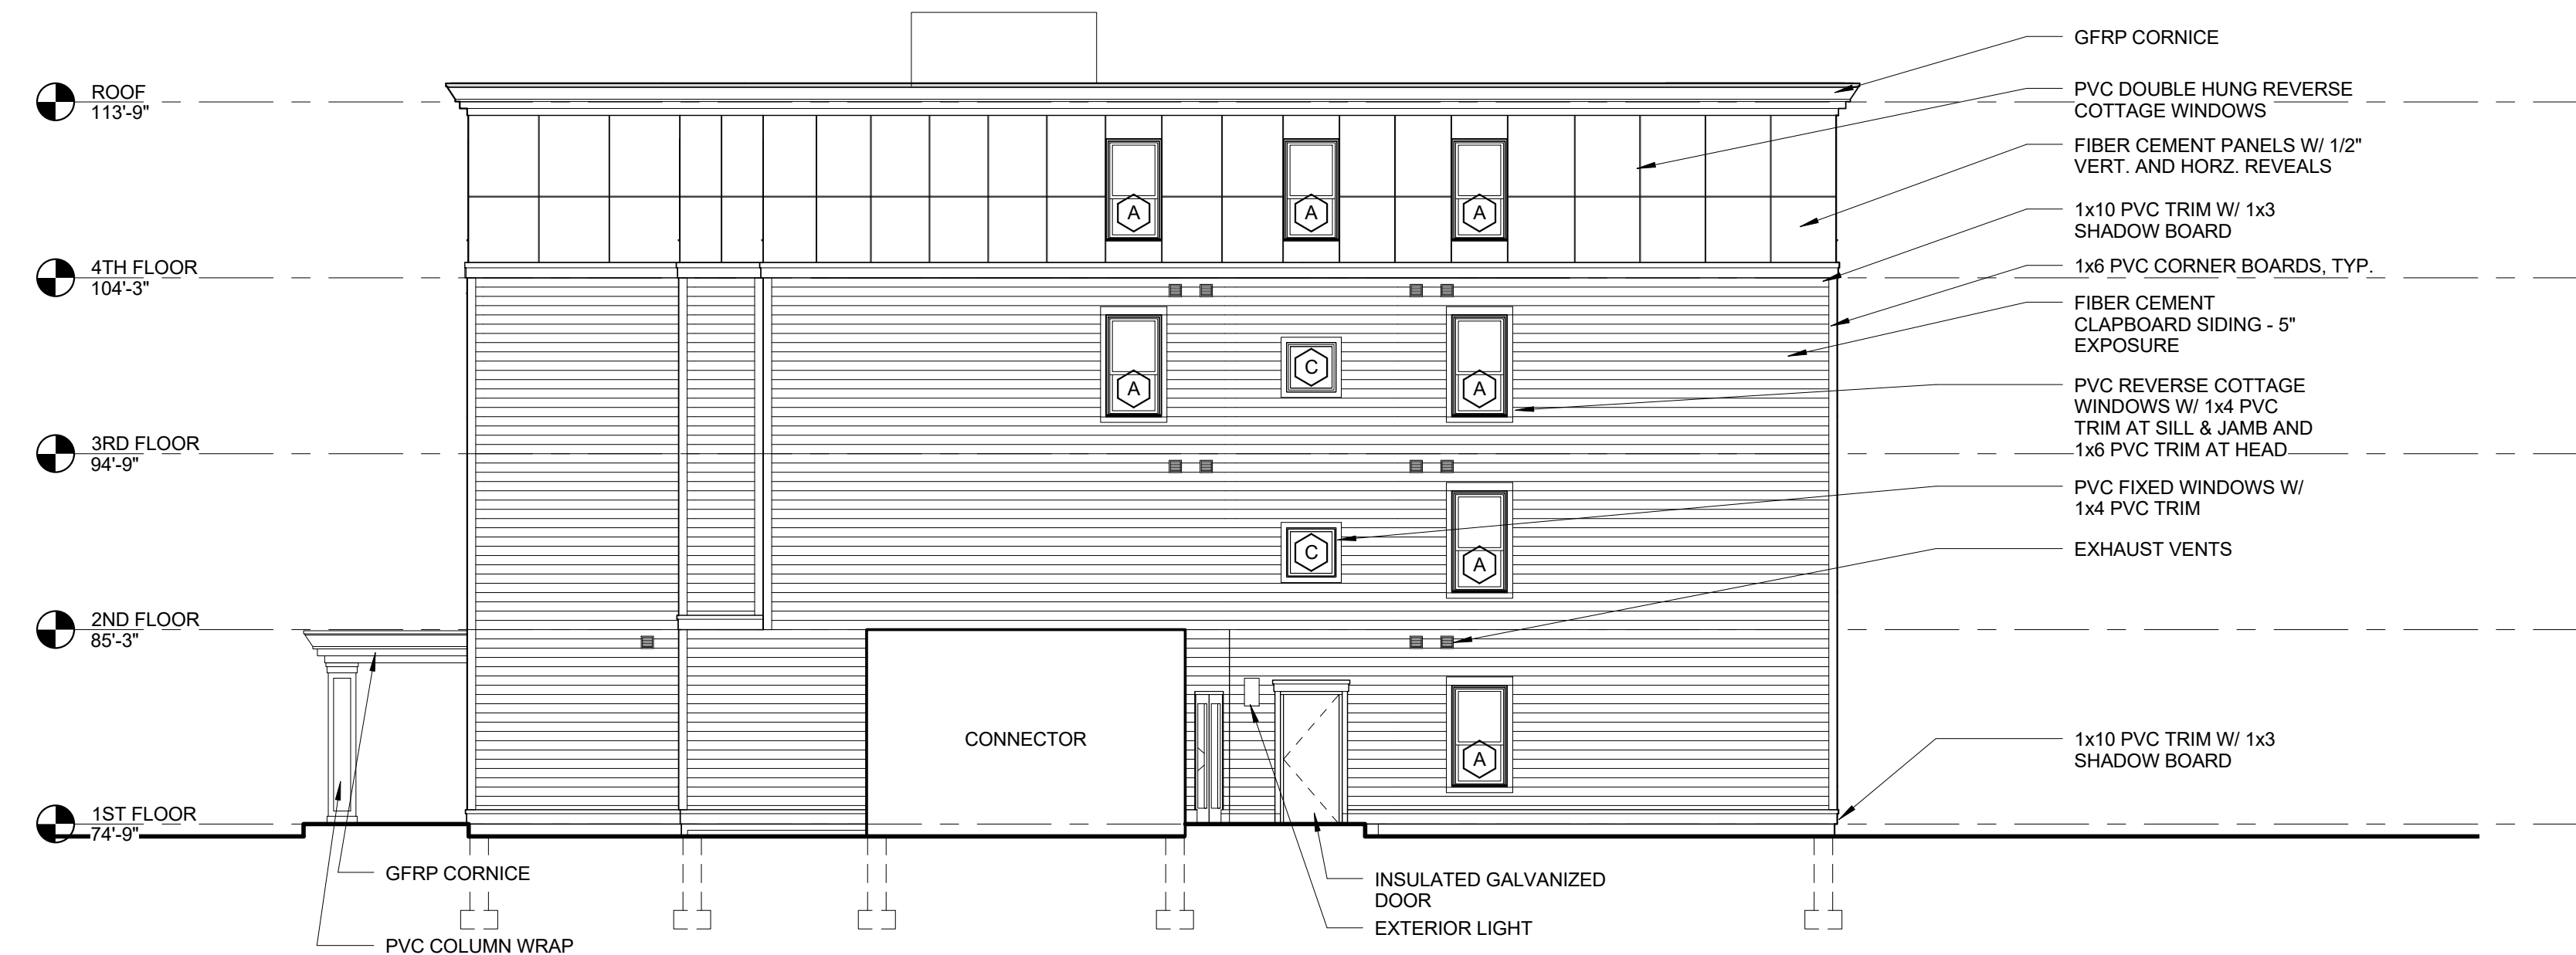 ROOF
113'-9"
4TH FLOOR
104'-3"
3RD FLOOR
94'-9"
2ND FLOOR
85'-3"
1ST FLOOR
74'-9"
A
A
A
A
C
A
C
A
A
CONNECTOR
GFRP CORNICE
PVC DOUBLE HUNG REVERSE
COTTAGE WINDOWS
FIBER CEMENT PANELS W/ 1/2"
VERT. AND HORZ. REVEALS
1x10 PVC TRIM W/ 1x3
SHADOW BOARD
1x6 PVC CORNER BOARDS, TYP.
FIBER CEMENT
CLAPBOARD SIDING - 5"
EXPOSURE
PVC REVERSE COTTAGE
WINDOWS W/ 1x4 PVC
TRIM AT SILL & JAMB AND
1x6 PVC TRIM AT HEAD
PVC FIXED WINDOWS W/
1x4 PVC TRIM
EXHAUST VENTS
1x10 PVC TRIM W/ 1x3
SHADOW BOARD
GFRP CORNICE
PVC COLUMN WRAP
INSULATED GALVANIZED
DOOR
EXTERIOR LIGHT